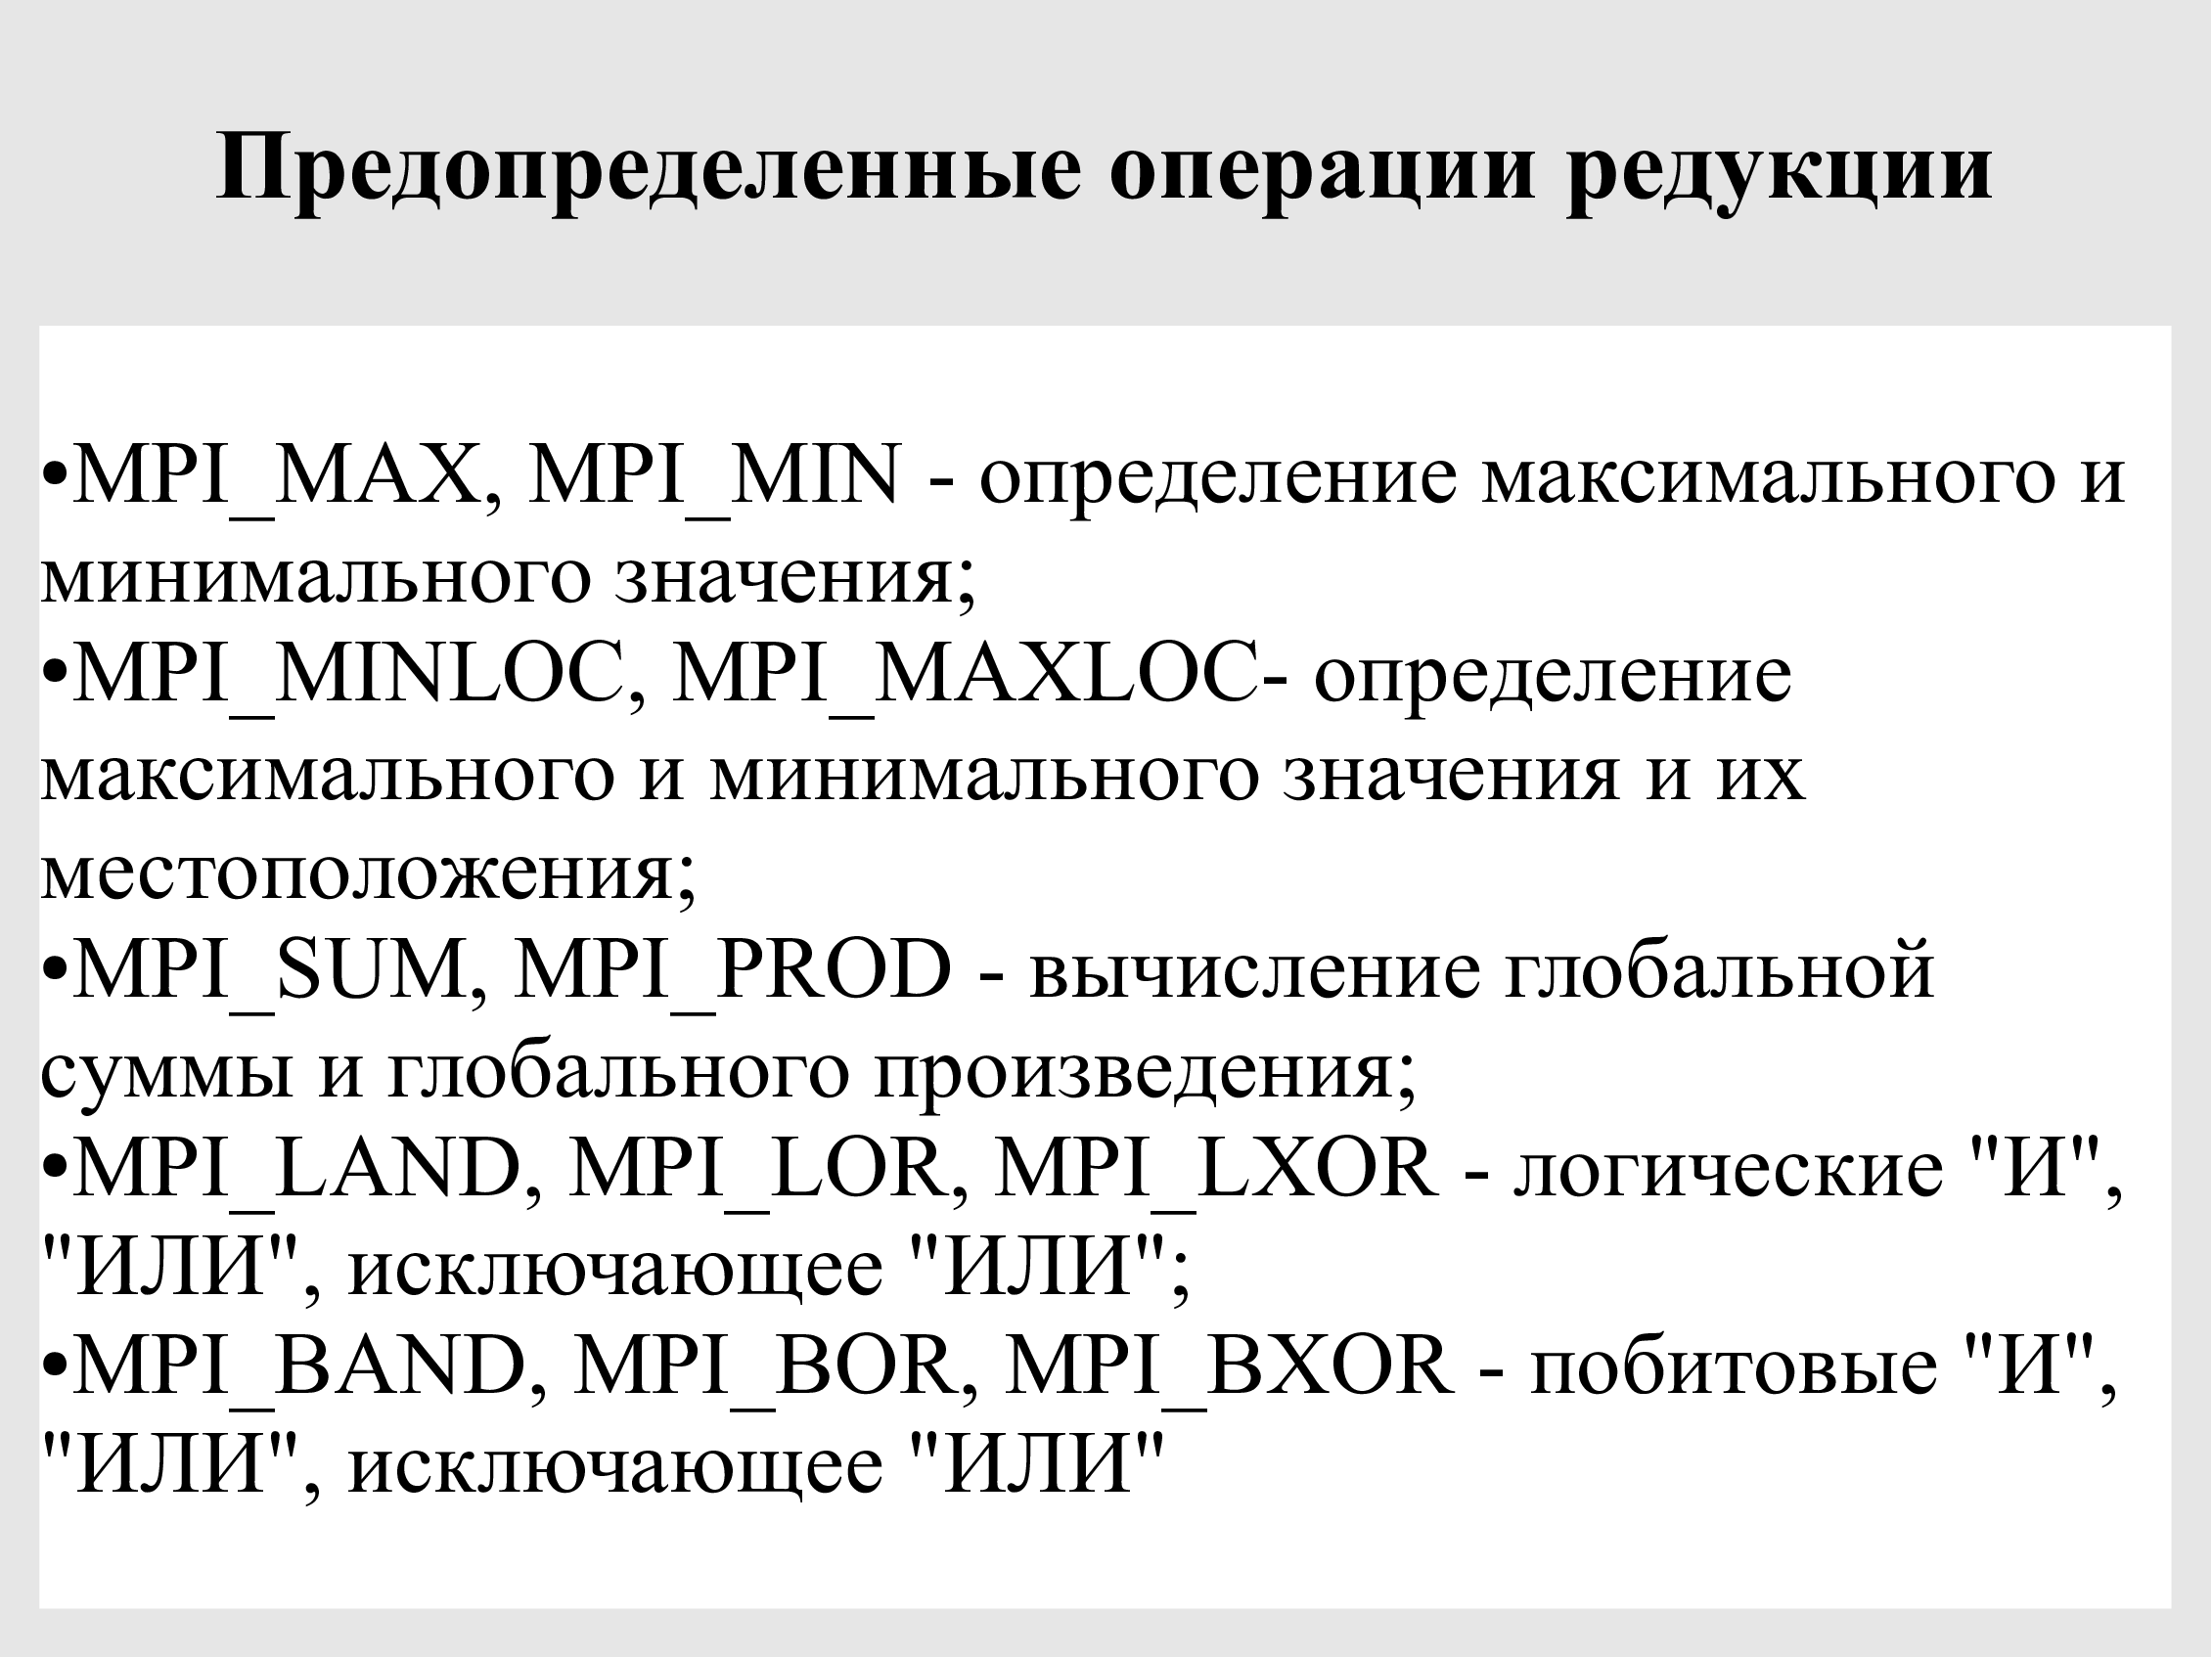 Предопределенные операции редукции
•MPI_MAX, MPI_MIN - определение максимального и
минимального значения;
•MPI_MINLOC, MPI_MAXLOC- определение
максимального и минимального значения и их
местоположения;
•MPI_SUM, MPI_PROD - вычисление глобальной
суммы и глобального произведения;
•MPI_LAND, MPI_LOR, MPI_LXOR - логические "И",
"ИЛИ", исключающее "ИЛИ";
•MPI_BAND, MPI_BOR, MPI_BXOR - побитовые "И",
"ИЛИ", исключающее "ИЛИ"